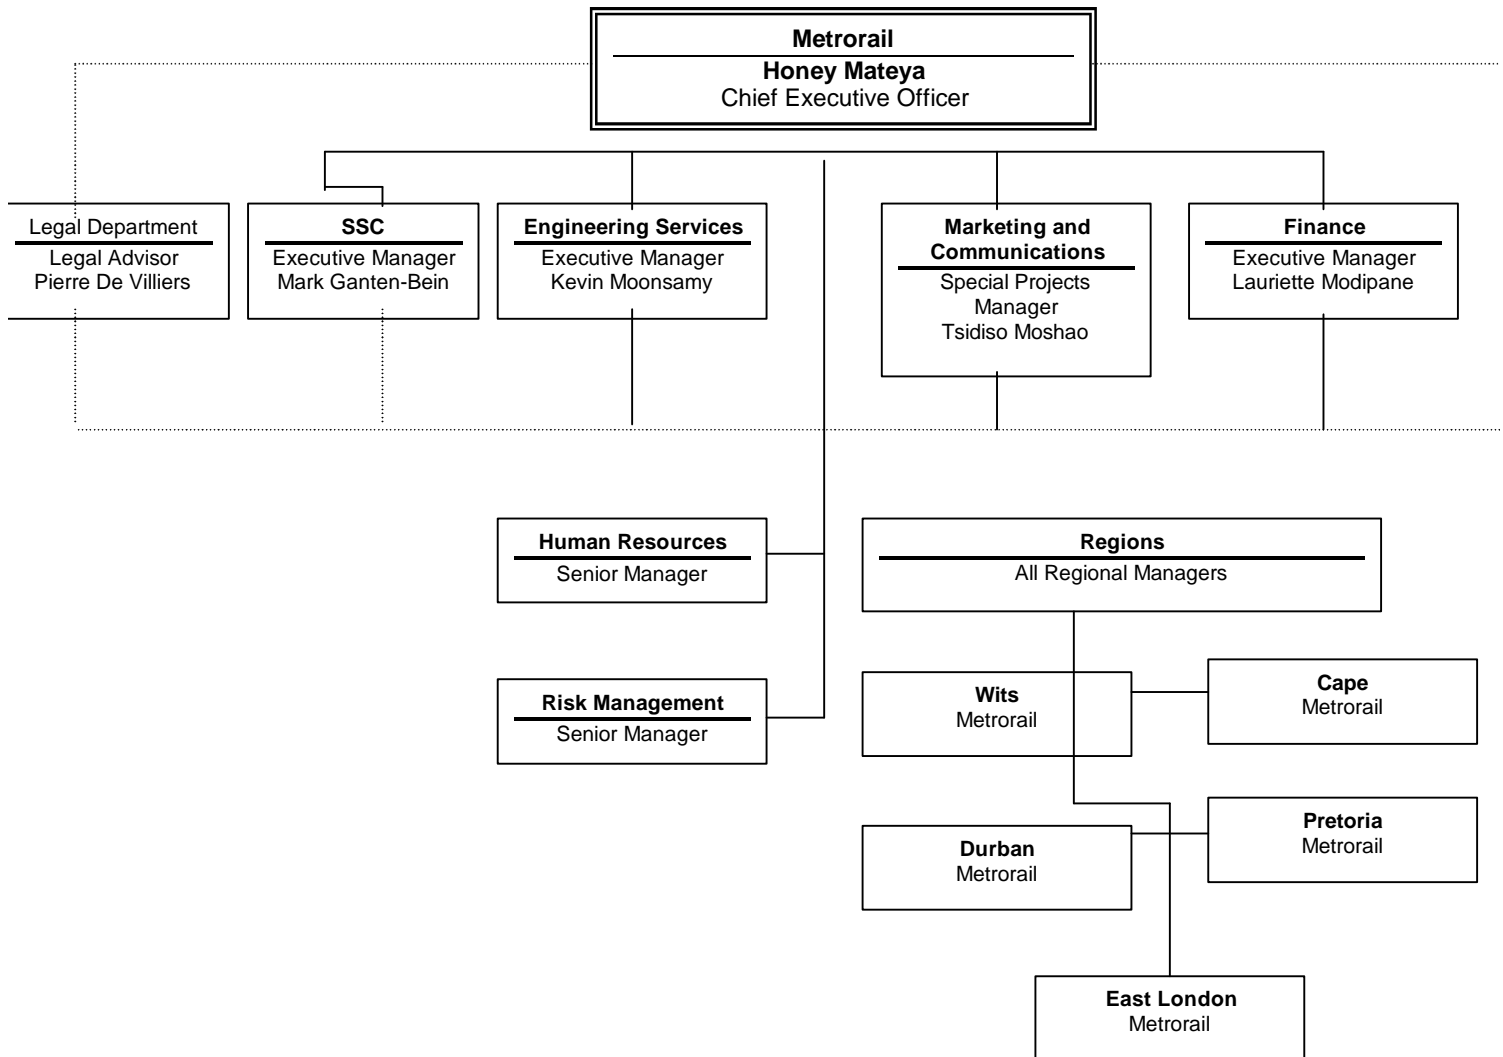 Metrorail
Honey Mateya
Chief Executive Officer
Legal Department
Legal Advisor
Pierre De Villiers
SSC
Executive Manager
Mark Ganten-Bein
Engineering Services
Executive Manager
Kevin Moonsamy
Marketing and
Communications
Special Projects
Manager
Tsidiso Moshao
Finance
Executive Manager
Lauriette Modipane
Human Resources
Senior Manager
Regions
All Regional Managers
Risk Management
Senior Manager
Wits
Metrorail
Cape
Metrorail
Durban
Metrorail
Pretoria
Metrorail
East London
Metrorail